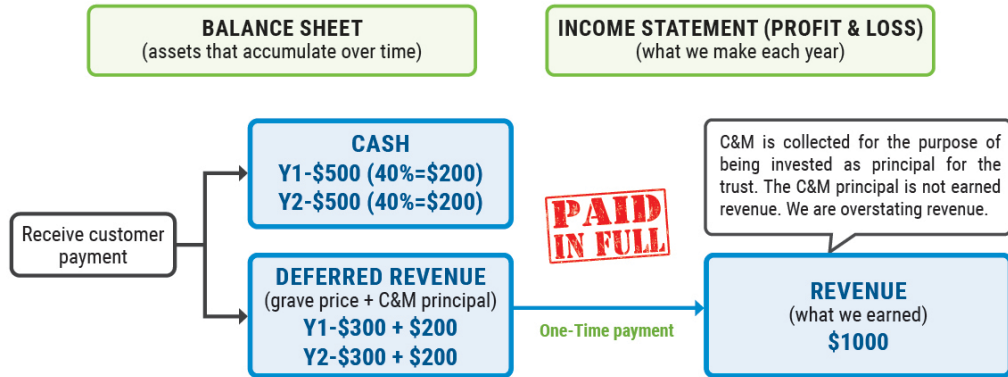 BALANCE SHEET
(assets that accumulate over time)
INCOME STATEMENT (PROFIT & LOSS)
(what we make each year)
Receive customer
payment
CASH
Y1-$500 (40%=$200)
Y2-$500 (40%=$200)
DEFERRED REVENUE
(grave price + C&M principal)
Y1-$300 + $200
Y2-$300 + $200
PAID
IN FULL
One-Time payment
C&M is collected for the purpose of
being invested as principal for the
trust. The C&M principal is not earned
revenue. We are overstating revenue.
REVENUE
(what we earned)
$1000